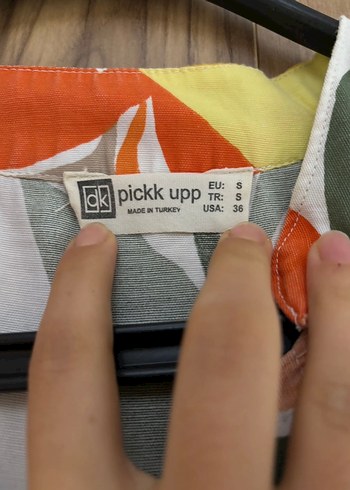 dk pickk upp
MADE IN TURKEY
EU: S
TR: S
USA: 36